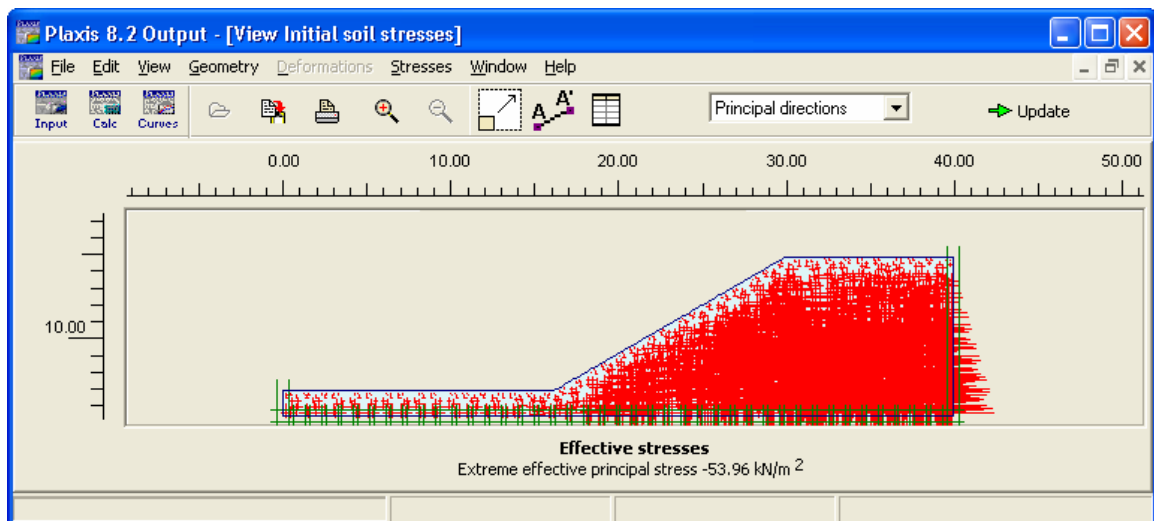 Plaxis 8.2 Output - [View Initial soil stresses]
File Edit View Geometry Deformations Stresses Window Help
Input Calc Curves A A' Principal directions Update
0.00 10.00 20.00 30.00 40.00 50.00
10.00
Effective stresses
Extreme effective principal stress -53.96 kN/m 2